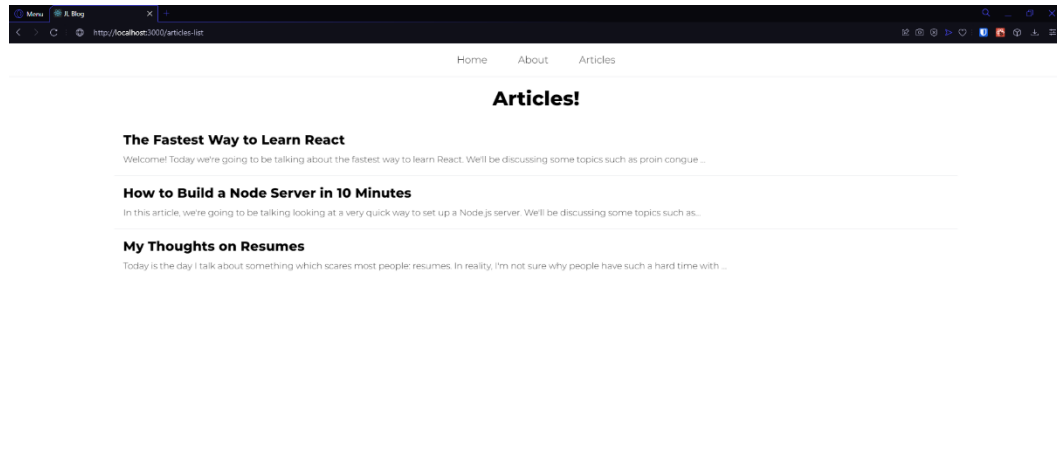 Menu JL Blog
http://localhost:3000/articles-list
Home About Articles
Articles!
The Fastest Way to Learn React
Welcome! Today we're going to be talking about the fastest way to learn React. We'll be discussing some topics such as proin congue ...
How to Build a Node Server in 10 Minutes
In this article, we're going to be talking looking at a very quick way to set up a Node.js server. We'll be discussing some topics such as...
My Thoughts on Resumes
Today is the day I talk about something which scares most people: resumes. In reality, I'm not sure why people have such a hard time with ...